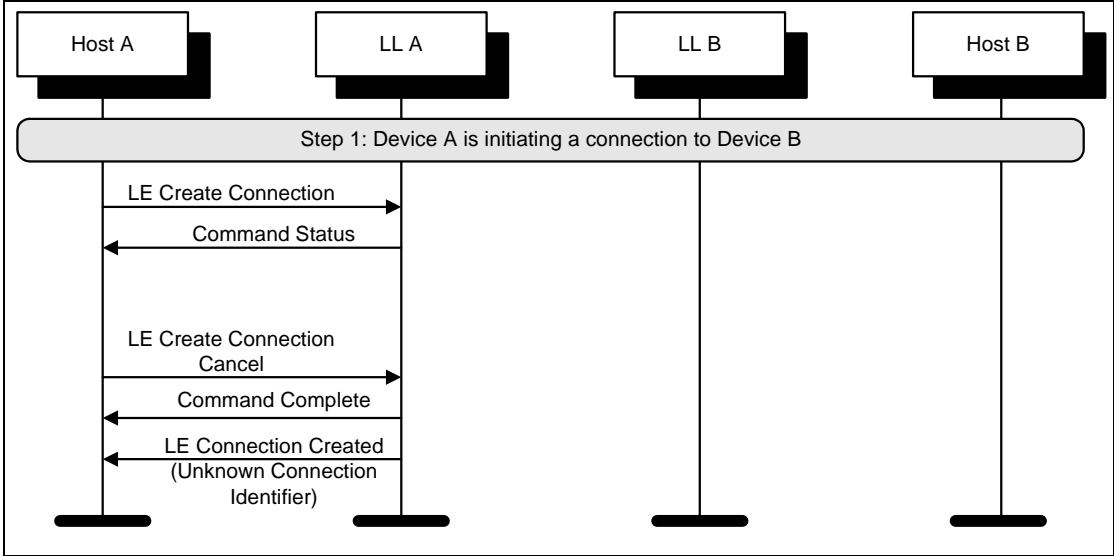 Host A
LL A
LL B
Host B
Step 1: Device A is initiating a connection to Device B
LE Create Connection
Command Status
LE Create Connection
Cancel
Command Complete
LE Connection Created
(Unknown Connection
Identifier)